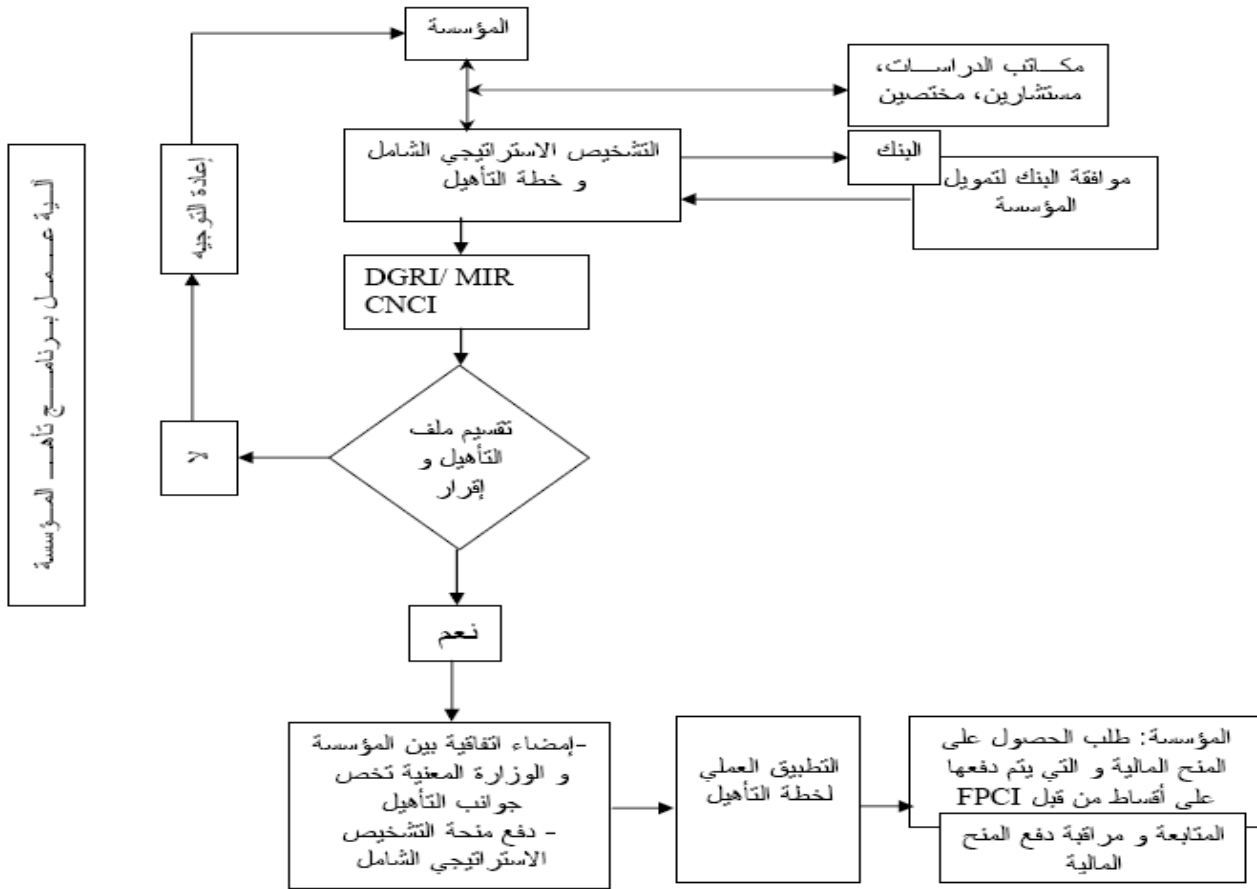 المؤسسة
مكاتب الدراسات،
مستشارين، مختصين
التشخيص الاستراتيجي الشامل
و خطة التأهيل
البنك
موافقة البنك لتمويل
المؤسسة
إعادة التوجيه
آلية عمل برنامج تأهـ المؤسسة
DGRI/ MIR
CNCI
تقسيم ملف
التأهيل و
إقرار
لا
نعم
-إمضاء اتفاقية بين المؤسسة
و الوزارة المعنية تخص
جوانب التأهيل
- دفع منحة التشخيص
الاستراتيجي الشامل
التطبيق العملي
لخطة التأهيل
المؤسسة: طلب الحصول على
المنح المالية و التي يتم دفعها
على أقساط من قبل FPCI
المتابعة و مراقبة دفع المنح
المالية